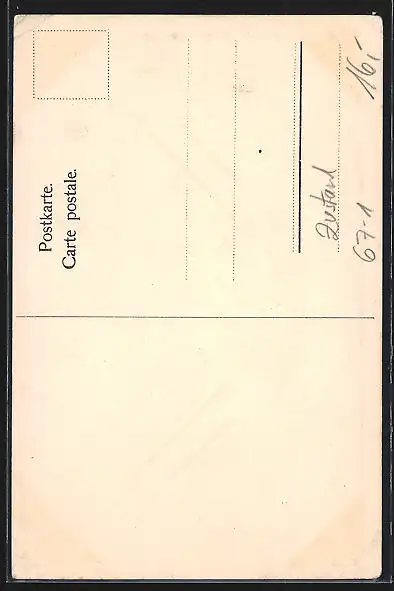 Postkarte.
Carte postale.
Zustand
67-1
16,-